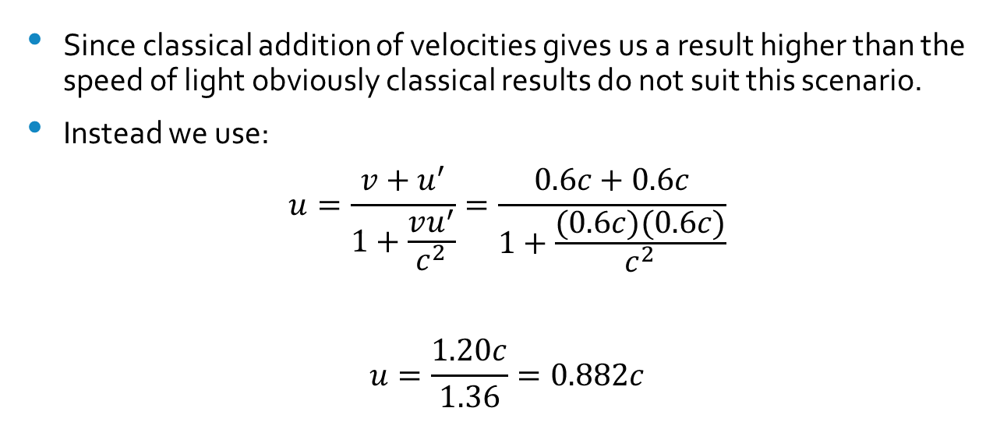 • Since classical addition of velocities gives us a result higher than the
speed of light obviously classical results do not suit this scenario.
• Instead we use:
u = \frac{v + u'}{1 + \frac{vu'}{c^2}} = \frac{0.6c + 0.6c}{1 + \frac{(0.6c)(0.6c)}{c^2}}
u = \frac{1.20c}{1.36} = 0.882c